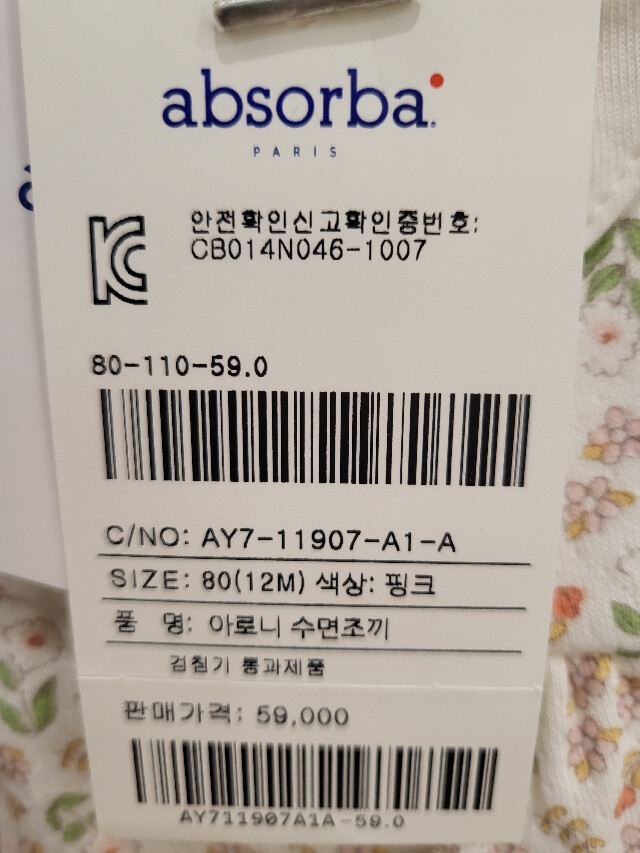 absorba.
PARIS
안전확인신고확인증번호:
CB014N046-1007
80-110-59.0
C/NO: AY7-11907-A1-A
SIZE: 80(12M) 색상: 핑크
품 명: 아로니 수면조끼
검침기 통과제품
판매가격: 59,000
AY711907A1A-59.0